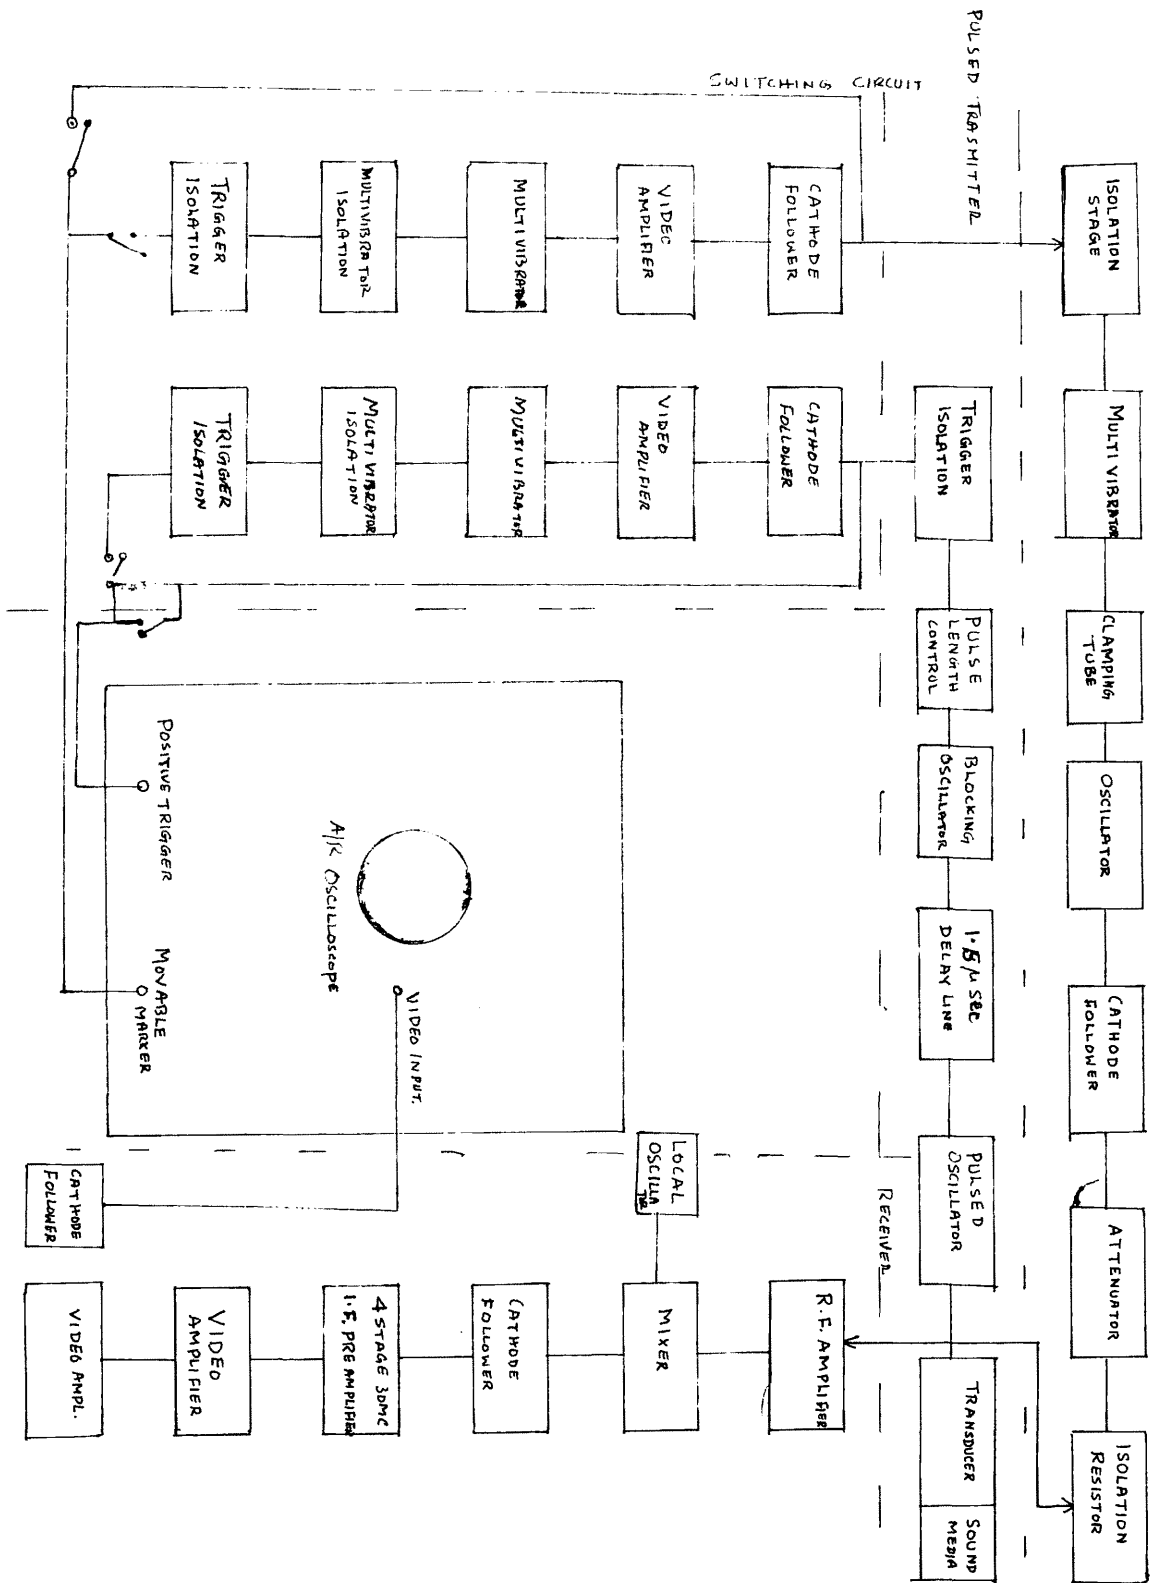 ISOLATION
STAGE
MULTIVIBRATOR
CLAMPING
TUBE
OSCILLATOR
CATHODE
FOLLOWER
ATTENUATOR
ISOLATION
RESISTOR
PULSED TRASMITTER
TRIGGER
ISOLATION
PULSE
LENGTH
CONTROL
BLOCKING
OSCILLATOR
1.5 μ sec
DELAY LINE
PULSED
OSCILLATOR
TRANSDUCER
SOUND
MEDIA
SWITCHING CIRCUIT
RECEIVER
CATHODE
FOLLOWER
CATHODE
FOLLOWER
R.F. AMPLIFIER
VIDEO
AMPLIFIER
VIDEO
AMPLIFIER
LOCAL
OSCILLA
TOR
MIXER
MULTIVIBRATOR
MULTIVIBRATOR
CATHODE
FOLLOWER
VIDEO INPUT.
MULTIVIBRATOR
ISOLATION
MULTIVIBRATOR
ISOLATION
A/R OSCILLOSCOPE
4 STAGE 30MC
I.F. PRE AMPLIFIER
TRIGGER
ISOLATION
TRIGGER
ISOLATION
VIDEO
AMPLIFIER
POSITIVE TRIGGER
MOVABLE
MARKER
CATHODE
FOLLOWER
VIDEO AMPL.